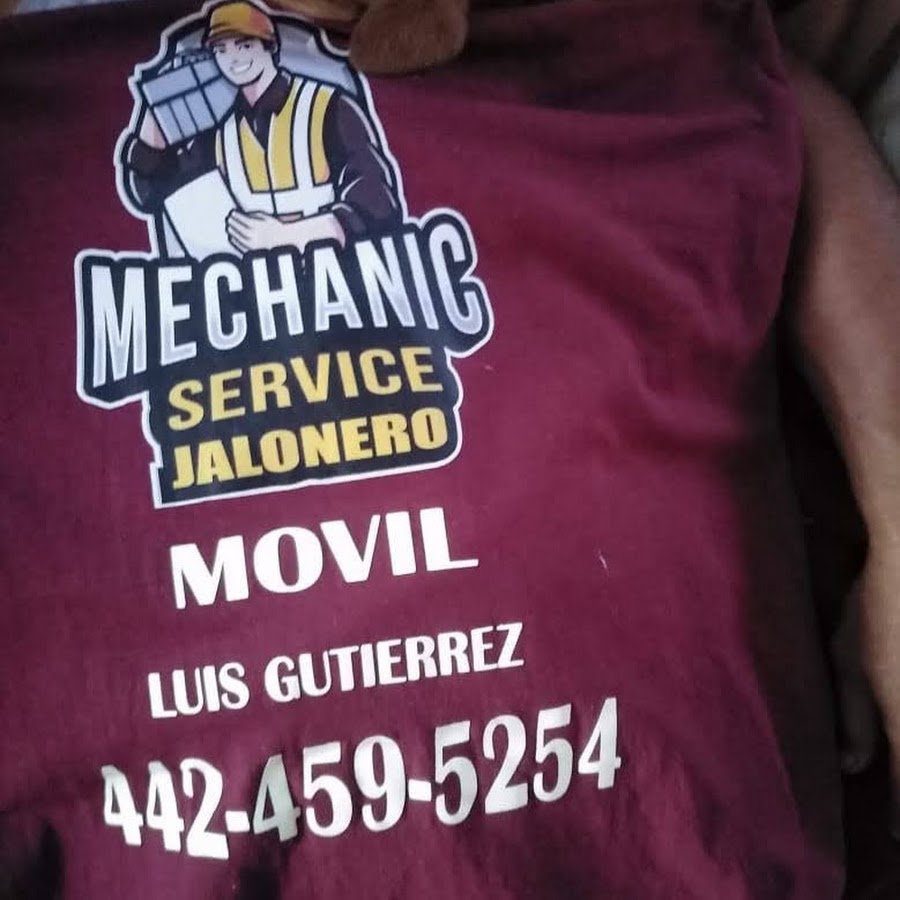 MECHANIC
SERVICE
JALONERO
MOVIL
LUIS GUTIERREZ
442-459-5254